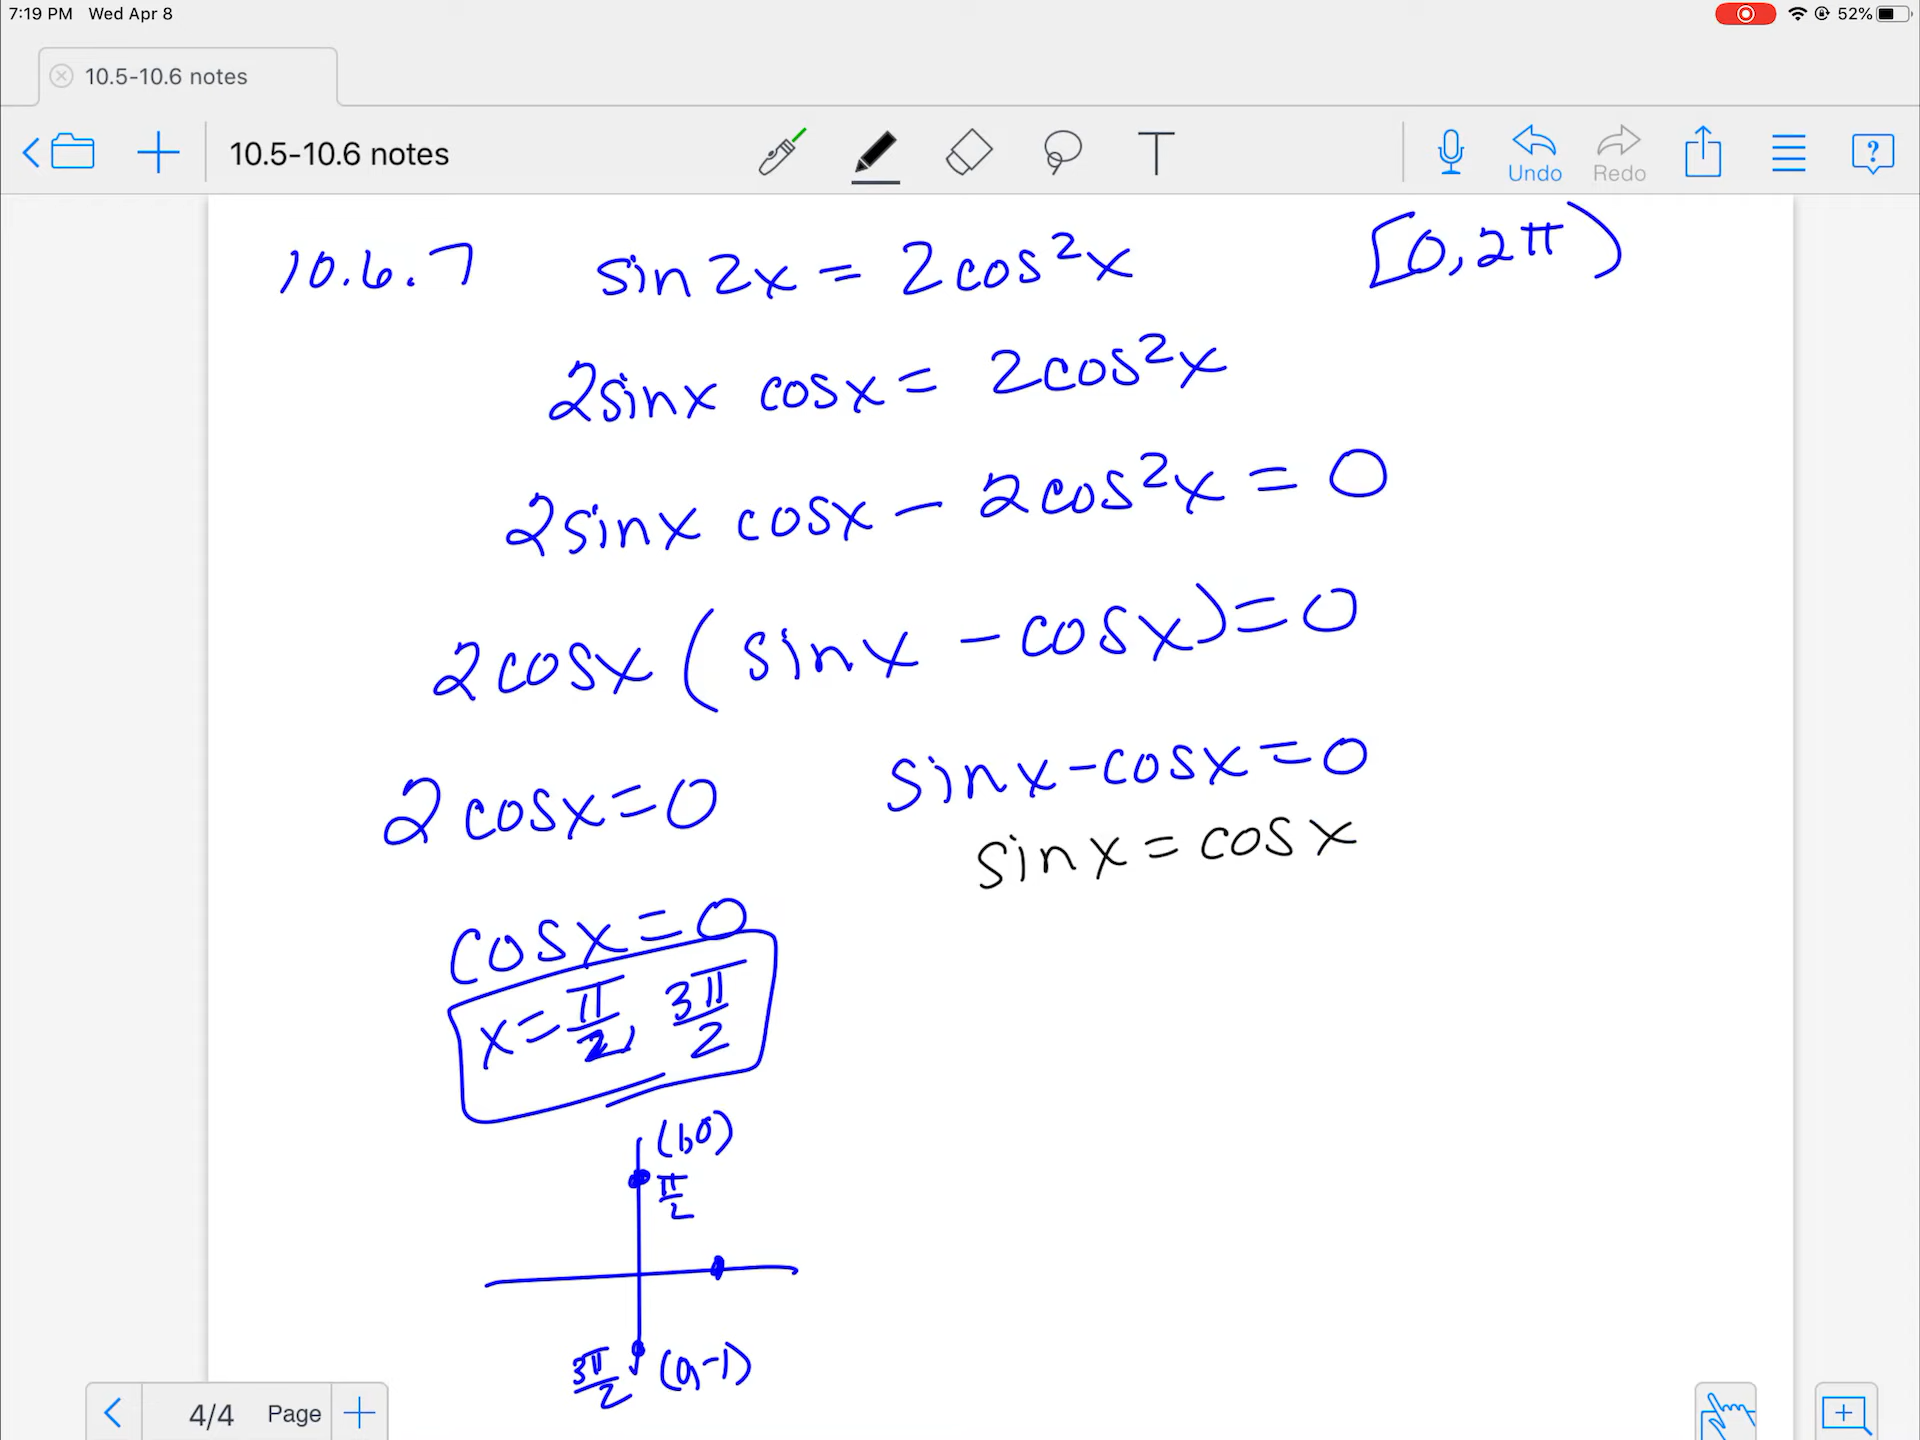 7:19 PM Wed Apr 8
52%
10.5-10.6 notes
10.5-10.6 notes
T
Undo
Redo
?
10.6.7 sin 2x = 2cos²x [0, 2π)
2sinx cosx = 2cos²x
2sinx cosx - 2cos²x = 0
2cosx (sinx - cosx) = 0
2cosx = 0 sinx - cosx = 0
sinx = cosx
cosx = 0
x = π/2, 3π/2
(1,0)
π/2
3π/2 (0,-1)
4/4 Page